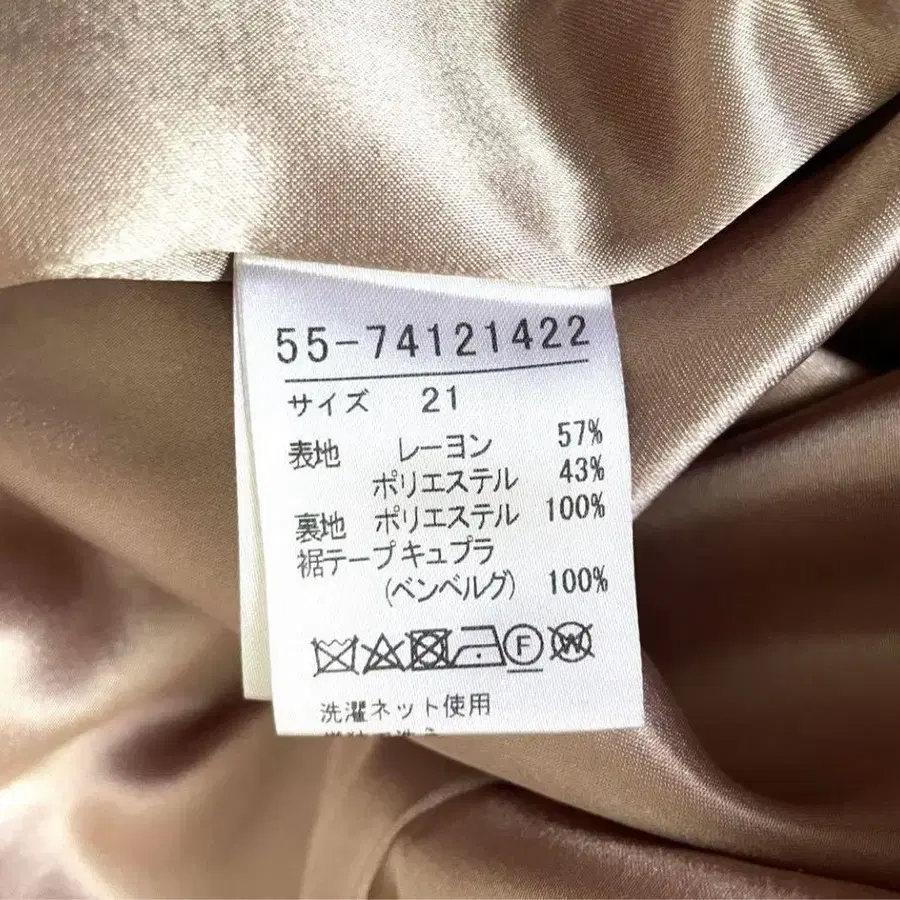 55-74121422
サイズ 21
表地 レーヨン 57%
ポリエステル 43%
裏地 ポリエステル 100%
裾テープキュプラ
(ベンベルグ) 100%
F W
洗濯ネット使用